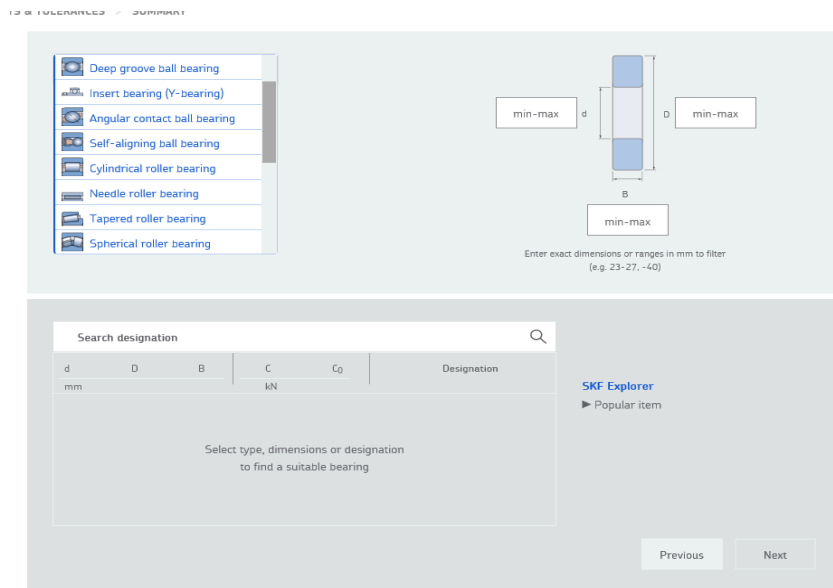 TS & TOLERANCES > SUMMARY
Deep groove ball bearing
Insert bearing (Y-bearing)
Angular contact ball bearing
Self-aligning ball bearing
Cylindrical roller bearing
Needle roller bearing
Tapered roller bearing
Spherical roller bearing
min-max d D min-max
B
min-max
Enter exact dimensions or ranges in mm to filter
(e.g. 23-27, -40)
Search designation
d D B C C0 Designation
mm kN
Select type, dimensions or designation
to find a suitable bearing
SKF Explorer
▶ Popular item
Previous Next